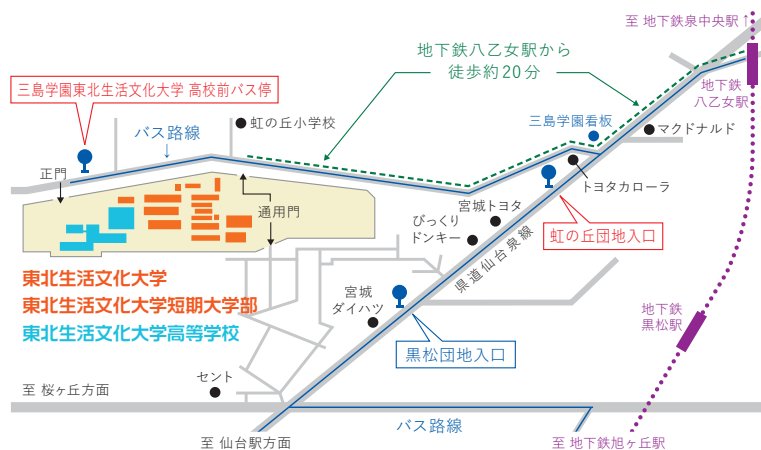 至 地下鉄泉中央駅↑
地下鉄八乙女駅から
徒歩約20分
地下鉄
八乙女駅
三島学園東北生活文化大学 高校前バス停
虹の丘小学校
三島学園看板
マクドナルド
バス路線
正門
トヨタカローラ
通用門
宮城トヨタ
びっくり
ドンキー
虹の丘団地入口
県道仙台泉線
東北生活文化大学
東北生活文化大学短期大学部
東北生活文化大学高等学校
宮城
ダイハツ
地下鉄
黒松駅
黒松団地入口
セント
至 桜ヶ丘方面
バス路線
至 仙台駅方面
至 地下鉄旭ヶ丘駅